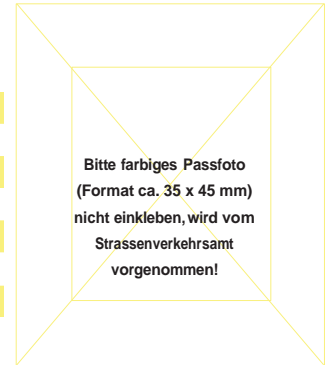 Bitte farbiges Passfoto
(Format ca. 35 x 45 mm)
nicht einkleben, wird vom
Strassenverkehrsamt
vorgenommen!